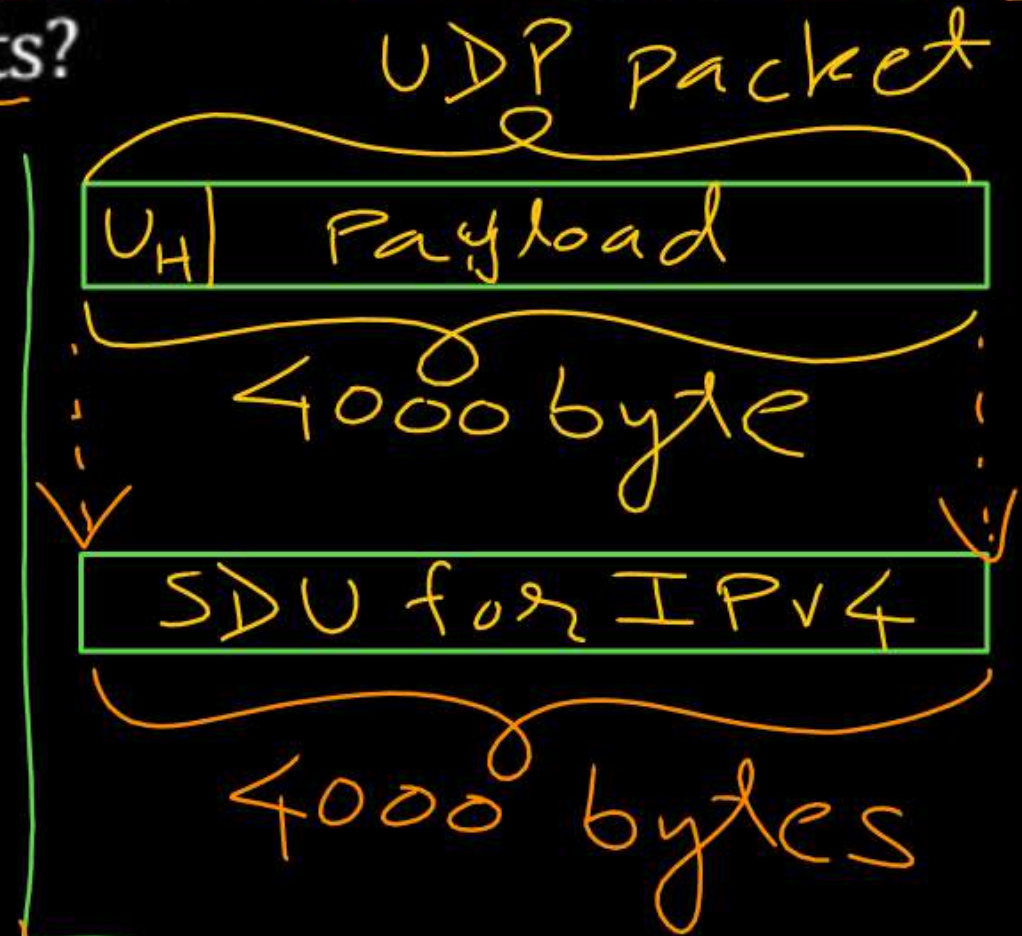 ts?
UDP packet
UH| Payload
4000 byte
SDU for IPv4
4000 bytes